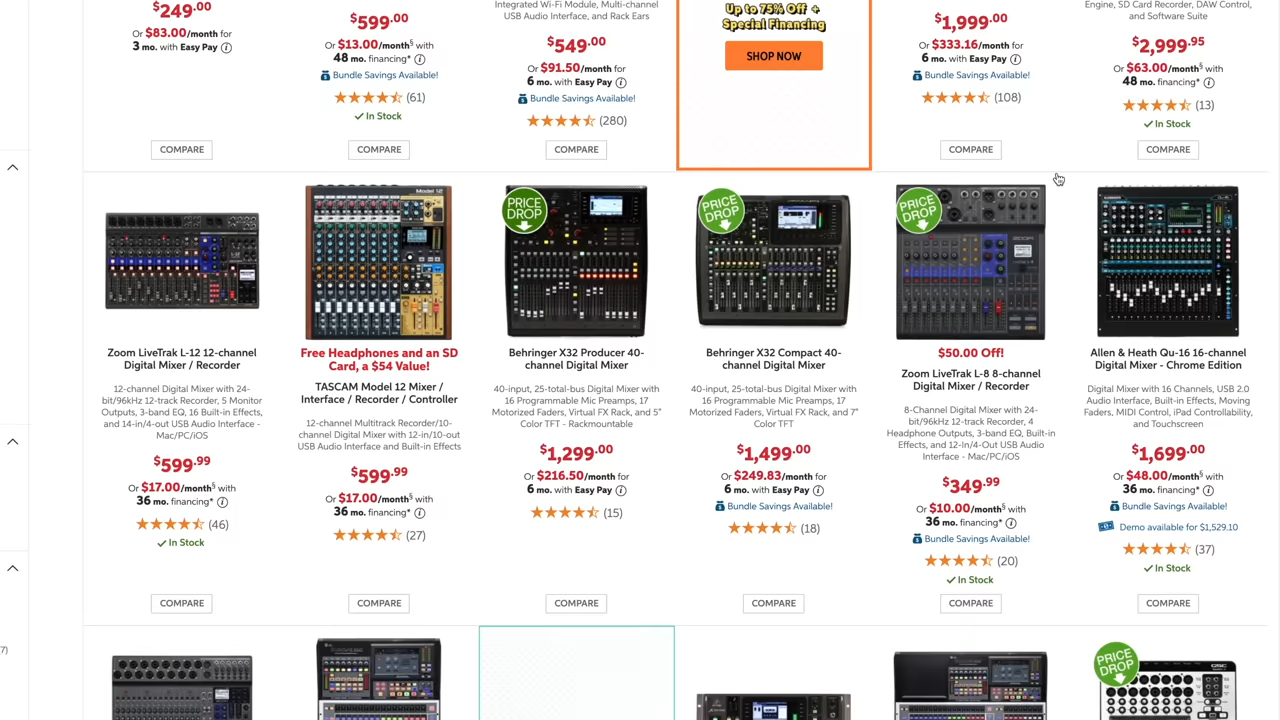 $249.00
Or $83.00/month for
3 mo. with Easy Pay
$599.00
Or $13.00/month§ with
48 mo. financing*
Bundle Savings Available!
(61)
In Stock
Integrated Wi-Fi Module, Multi-channel
USB Audio Interface, and Rack Ears
$549.00
Or $91.50/month for
6 mo. with Easy Pay
Bundle Savings Available!
(280)
Up to 75% Off +
Special Financing
SHOP NOW
$1,999.00
Or $333.16/month for
6 mo. with Easy Pay
Bundle Savings Available!
(108)
Engine, SD Card Recorder, DAW Control,
and Software Suite
$2,999.95
Or $63.00/month§ with
48 mo. financing*
(13)
In Stock
COMPARE
COMPARE
COMPARE
COMPARE
COMPARE
Zoom LiveTrak L-12 12-channel
Digital Mixer / Recorder
12-channel Digital Mixer with 24-
bit/96kHz 12-track Recorder, 5 Monitor
Outputs, 3-band EQ, 16 Built-in Effects,
and 14-in/4-out USB Audio Interface -
Mac/PC/iOS
$599.99
Or $17.00/month§ with
36 mo. financing*
(46)
In Stock
COMPARE
Model 12
Free Headphones and an SD
Card, a $54 Value!
TASCAM Model 12 Mixer /
Interface / Recorder / Controller
12-channel Multitrack Recorder/10-
channel Digital Mixer with 12-in/10-out
USB Audio Interface and Built-in Effects
$599.99
Or $17.00/month§ with
36 mo. financing*
(27)
COMPARE
PRICE
DROP
Behringer X32 Producer 40-
channel Digital Mixer
40-input, 25-total-bus Digital Mixer with
16 Programmable Mic Preamps, 17
Motorized Faders, Virtual FX Rack, and 5"
Color TFT - Rackmountable
$1,299.00
Or $216.50/month for
6 mo. with Easy Pay
(15)
COMPARE
PRICE
DROP
Behringer X32 Compact 40-
channel Digital Mixer
40-input, 25-total-bus Digital Mixer with
16 Programmable Mic Preamps, 17
Motorized Faders, Virtual FX Rack, and 7"
Color TFT
$1,499.00
Or $249.83/month for
6 mo. with Easy Pay
Bundle Savings Available!
(18)
COMPARE
PRICE
DROP
$50.00 Off!
Zoom LiveTrak L-8 8-channel
Digital Mixer / Recorder
8-Channel Digital Mixer with 24-
bit/96kHz 12-track Recorder, 4
Headphone Outputs, 3-band EQ, Built-in
Effects, and 12-In/4-Out USB Audio
Interface - Mac/PC/iOS
$349.99
Or $10.00/month§ with
36 mo. financing*
Bundle Savings Available!
(20)
In Stock
COMPARE
Allen & Heath Qu-16 16-channel
Digital Mixer - Chrome Edition
Digital Mixer with 16 Channels, USB 2.0
Audio Interface, Built-in Effects, Moving
Faders, MIDI Control, iPad Controllability,
and Touchscreen
$1,699.00
Or $48.00/month§ with
36 mo. financing*
Bundle Savings Available!
Demo available for $1,529.10
(37)
In Stock
COMPARE
7)
PRICE
DROP
QSC